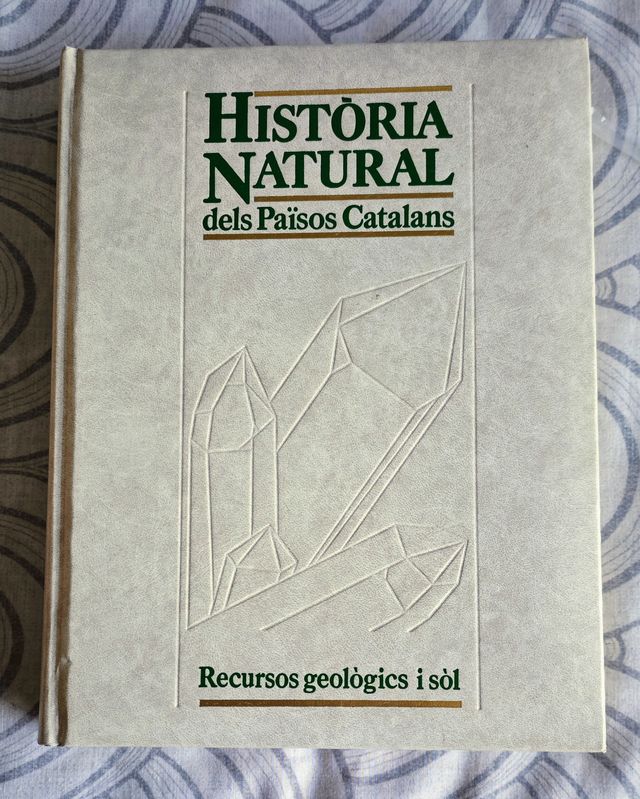 HISTÒRIA
NATURAL
dels Països Catalans
Recursos geològics i sòl